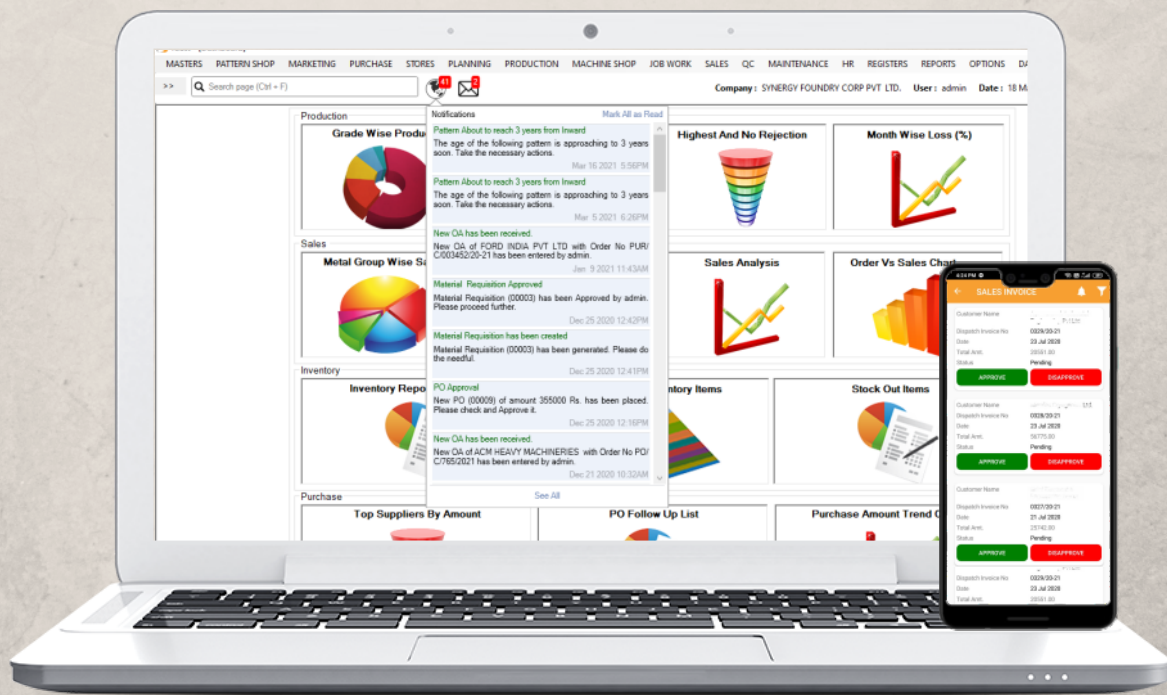 MASTERS PATTERN SHOP MARKETING PURCHASE STORES PLANNING PRODUCTION MACHINE SHOP JOB WORK SALES QC MAINTENANCE HR REGISTERS REPORTS OPTIONS
>> Search page (Ctrl + F) 41 2 Company : SYNERGY FOUNDRY CORP PVT LTD. User : admin Date : 18
Notifications Mark All as Read
Pattern About to reach 3 years from Inward
The age of the following pattern is approaching to 3 years
soon. Take the necessary actions.
Mar 16 2021 5:56PM
Pattern About to reach 3 years from Inward
The age of the following pattern is approaching to 3 years
soon. Take the necessary actions.
Mar 5 2021 6:26PM
New OA has been received.
New OA of FORD INDIA PVT LTD with Order No PUR/
C/003452/20-21 has been entered by admin.
Jan 9 2021 11:43AM
Material Requisition Approved
Material Requisition (00003) has been Approved by admin.
Please proceed further.
Dec 25 2020 12:42PM
Material Requisition has been created
Material Requisition (00003) has been generated. Please do
the needful.
Dec 25 2020 12:41PM
PO Approval
New PO (00009) of amount 355000 Rs. has been placed.
Please check and Approve it.
Dec 25 2020 12:16PM
New OA has been received.
New OA of ACM HEAVY MACHINERIES with Order No PO/
C/765/2021 has been entered by admin.
Dec 21 2020 10:32AM
See All
Production
Grade Wise
Highest And No Rejection
Month Wise Loss (%)
Sales
Metal Group Wise
Sales Analysis
Order Vs Sales Chart
Inventory
Inventory
Items
Stock Out Items
Purchase
Top Suppliers By Amount
PO Follow Up List
Purchase Amount Trend
4:34 PM
SALES INVOICE
Customer Name
Dispatch Invoice No 0329/20-21
Date 23 Jul 2020
Total Amt. 20551.00
Status Pending
APPROVE DISAPPROVE
Customer Name
Dispatch Invoice No 0328/20-21
Date 23 Jul 2020
Total Amt. 56775.00
Status Pending
APPROVE DISAPPROVE
Customer Name
Dispatch Invoice No 0327/20-21
Date 21 Jul 2020
Total Amt. 25742.00
Status Pending
APPROVE DISAPPROVE
Dispatch Invoice No 0329/20-21
Date 23 Jul 2020
Total Amt. 20551.00